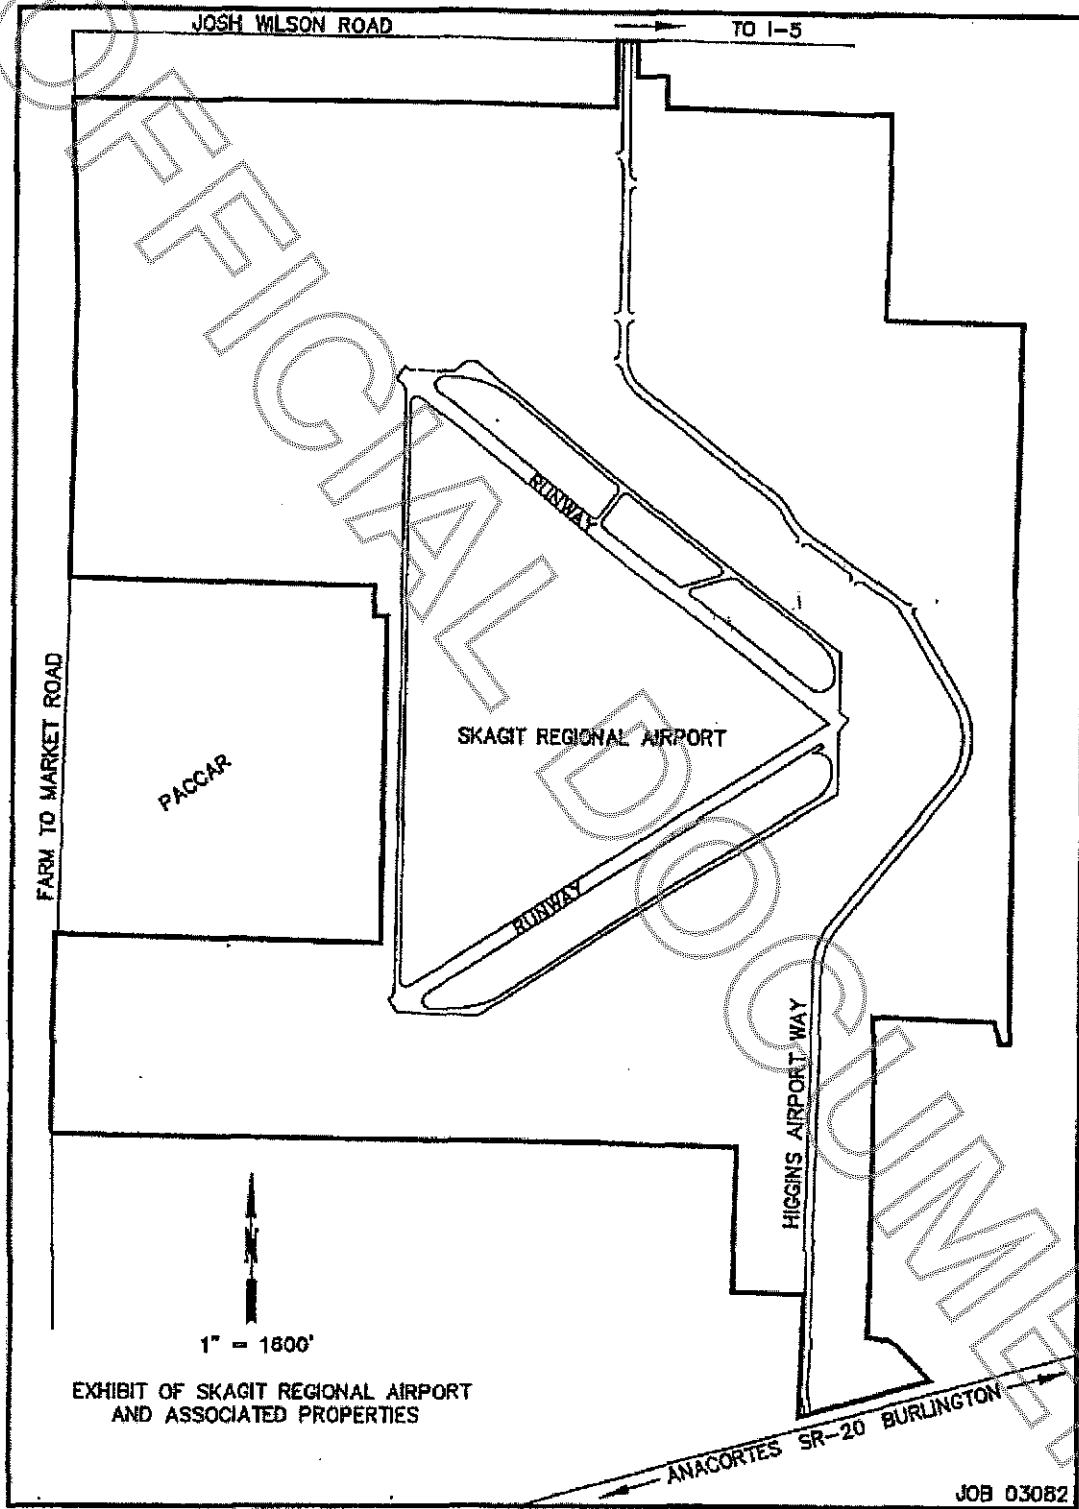 JOSH WILSON ROAD
TO I-5
RUNWAY
FARM TO MARKET ROAD
SKAGIT REGIONAL AIRPORT
PACCAR
RUNWAY
HIGGINS AIRPORT WAY
N
1" = 1600'
EXHIBIT OF SKAGIT REGIONAL AIRPORT
AND ASSOCIATED PROPERTIES
ANACORTES SR-20 BURLINGTON
JOB 03082
OFFICIAL DOCUME